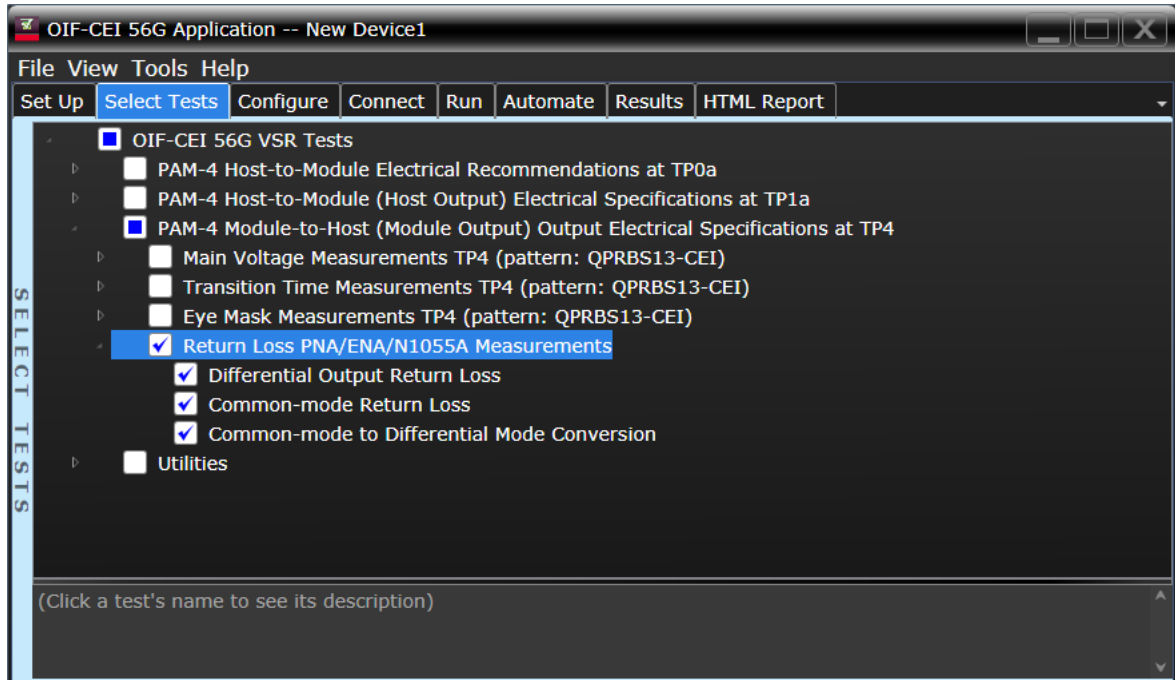 OIF-CEI 56G Application -- New Device1
File View Tools Help
Set Up Select Tests Configure Connect Run Automate Results HTML Report
SELECT TESTS
OIF-CEI 56G VSR Tests
PAM-4 Host-to-Module Electrical Recommendations at TP0a
PAM-4 Host-to-Module (Host Output) Electrical Specifications at TP1a
PAM-4 Module-to-Host (Module Output) Output Electrical Specifications at TP4
Main Voltage Measurements TP4 (pattern: QPRBS13-CEI)
Transition Time Measurements TP4 (pattern: QPRBS13-CEI)
Eye Mask Measurements TP4 (pattern: QPRBS13-CEI)
Return Loss PNA/ENA/N1055A Measurements
Differential Output Return Loss
Common-mode Return Loss
Common-mode to Differential Mode Conversion
Utilities
(Click a test's name to see its description)